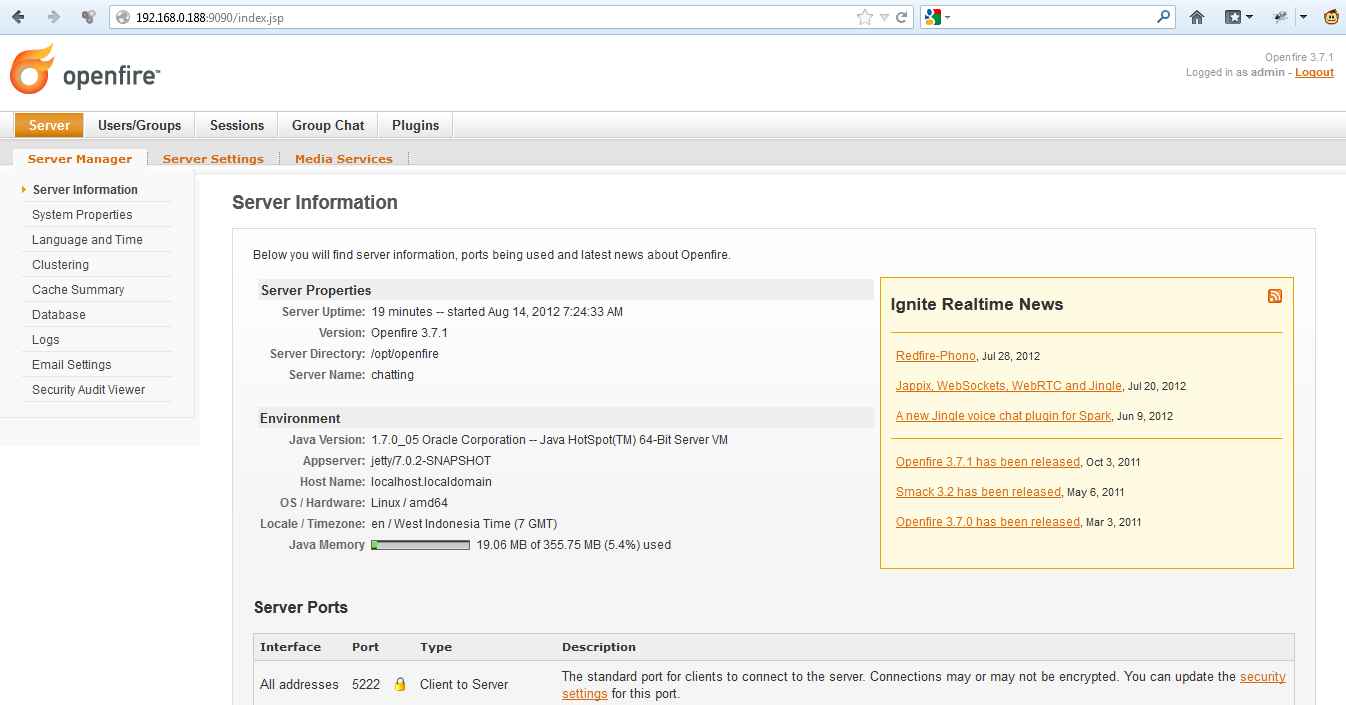 192.168.0.188:9090/index.jsp
openfire™
Openfire 3.7.1
Logged in as admin - Logout
Server Users/Groups Sessions Group Chat Plugins
Server Manager Server Settings Media Services
Server Information
System Properties
Language and Time
Clustering
Cache Summary
Database
Logs
Email Settings
Security Audit Viewer
Server Information
Below you will find server information, ports being used and latest news about Openfire.
Server Properties
Server Uptime: 19 minutes -- started Aug 14, 2012 7:24:33 AM
Version: Openfire 3.7.1
Server Directory: /opt/openfire
Server Name: chatting
Environment
Java Version: 1.7.0_05 Oracle Corporation -- Java HotSpot(TM) 64-Bit Server VM
Appserver: jetty/7.0.2-SNAPSHOT
Host Name: localhost.localdomain
OS / Hardware: Linux / amd64
Locale / Timezone: en / West Indonesia Time (7 GMT)
Java Memory 19.06 MB of 355.75 MB (5.4%) used
Ignite Realtime News
Redfire-Phono, Jul 28, 2012
Jappix, WebSockets, WebRTC and Jingle, Jul 20, 2012
A new Jingle voice chat plugin for Spark, Jun 9, 2012
Openfire 3.7.1 has been released, Oct 3, 2011
Smack 3.2 has been released, May 6, 2011
Openfire 3.7.0 has been released, Mar 3, 2011
Server Ports
Interface Port Type Description
All addresses 5222 Client to Server The standard port for clients to connect to the server. Connections may or may not be encrypted. You can update the security
settings for this port.